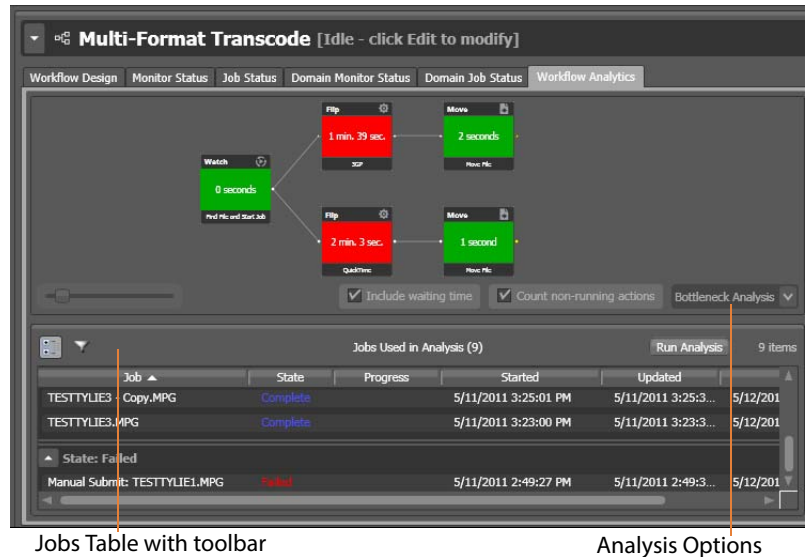 Multi-Format Transcode [Idle - click Edit to modify]
Workflow Design Monitor Status Job Status Domain Monitor Status Domain Job Status Workflow Analytics
Flip
1 min. 39 sec.
3GP
Move
2 seconds
Move File
Watch
0 seconds
Find File and Start Job
Flip
2 min. 3 sec.
QuickTime
Move
1 second
Move File
Include waiting time Count non-running actions Bottleneck Analysis
Jobs Used in Analysis (9) Run Analysis 9 items
Job State Progress Started Updated
TESTTYLIE3 - Copy.MPG Complete 5/11/2011 3:25:01 PM 5/11/2011 3:25:3... 5/12/201
TESTTYLIE3.MPG Complete 5/11/2011 3:23:00 PM 5/11/2011 3:23:3... 5/12/201
State: Failed
Manual Submit: TESTTYLIE1.MPG Failed 5/11/2011 2:49:27 PM 5/11/2011 2:49:3... 5/12/201
Jobs Table with toolbar
Analysis Options